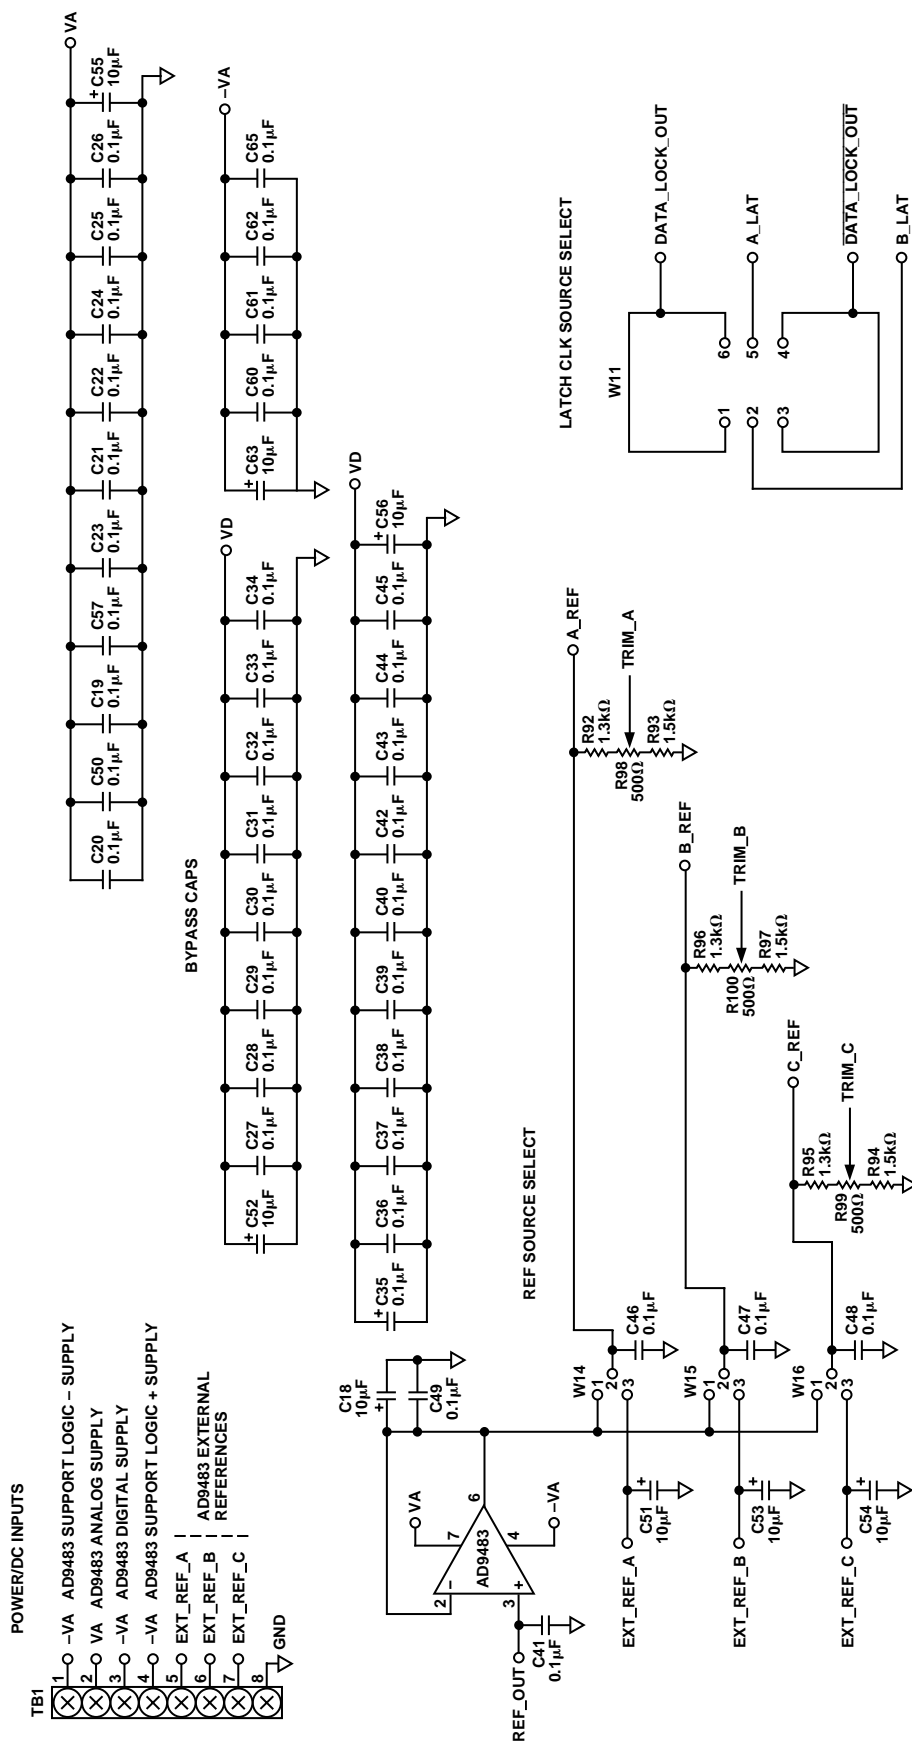 POWER/DC INPUTS
TB1
1
–VA AD9483 SUPPORT LOGIC – SUPPLY
2
VA AD9483 ANALOG SUPPLY
3
–VA AD9483 DIGITAL SUPPLY
4
–VA AD9483 SUPPORT LOGIC + SUPPLY
5
EXT_REF_A
6
EXT_REF_B
7
EXT_REF_C
AD9483 EXTERNAL
REFERENCES
8
GND
BYPASS CAPS
C20
0.1µF
C50
0.1µF
C19
0.1µF
C57
0.1µF
C23
0.1µF
C21
0.1µF
C22
0.1µF
C24
0.1µF
C25
0.1µF
C26
0.1µF
+
C55
10µF
VA
+
C52
10µF
C27
0.1µF
C28
0.1µF
C29
0.1µF
C30
0.1µF
C31
0.1µF
C32
0.1µF
C33
0.1µF
C34
0.1µF
VD
+
C63
10µF
C60
0.1µF
C61
0.1µF
C62
0.1µF
C65
0.1µF
–VA
+
C35
0.1µF
C36
0.1µF
C37
0.1µF
C38
0.1µF
C39
0.1µF
C40
0.1µF
C42
0.1µF
C43
0.1µF
C44
0.1µF
C45
0.1µF
+
C56
10µF
VD
REF SOURCE SELECT
C18
10µF
+
C49
0.1µF
VA
7
2
–
AD9483
6
3
+
4
–VA
REF_OUT
C41
0.1µF
W14
1
2
3
C46
0.1µF
EXT_REF_A
+
C51
10µF
A_REF
R92
1.3kΩ
R98
500Ω
TRIM_A
R93
1.5kΩ
W15
1
2
3
C47
0.1µF
EXT_REF_B
+
C53
10µF
B_REF
R96
1.3kΩ
R100
500Ω
TRIM_B
R97
1.5kΩ
W16
1
2
3
C48
0.1µF
EXT_REF_C
+
C54
10µF
C_REF
R95
1.3kΩ
R99
500Ω
TRIM_C
R94
1.5kΩ
LATCH CLK SOURCE SELECT
W11
1
6
DATA_LOCK_OUT
2
5
A_LAT
3
4
DATA_LOCK_OUT
B_LAT